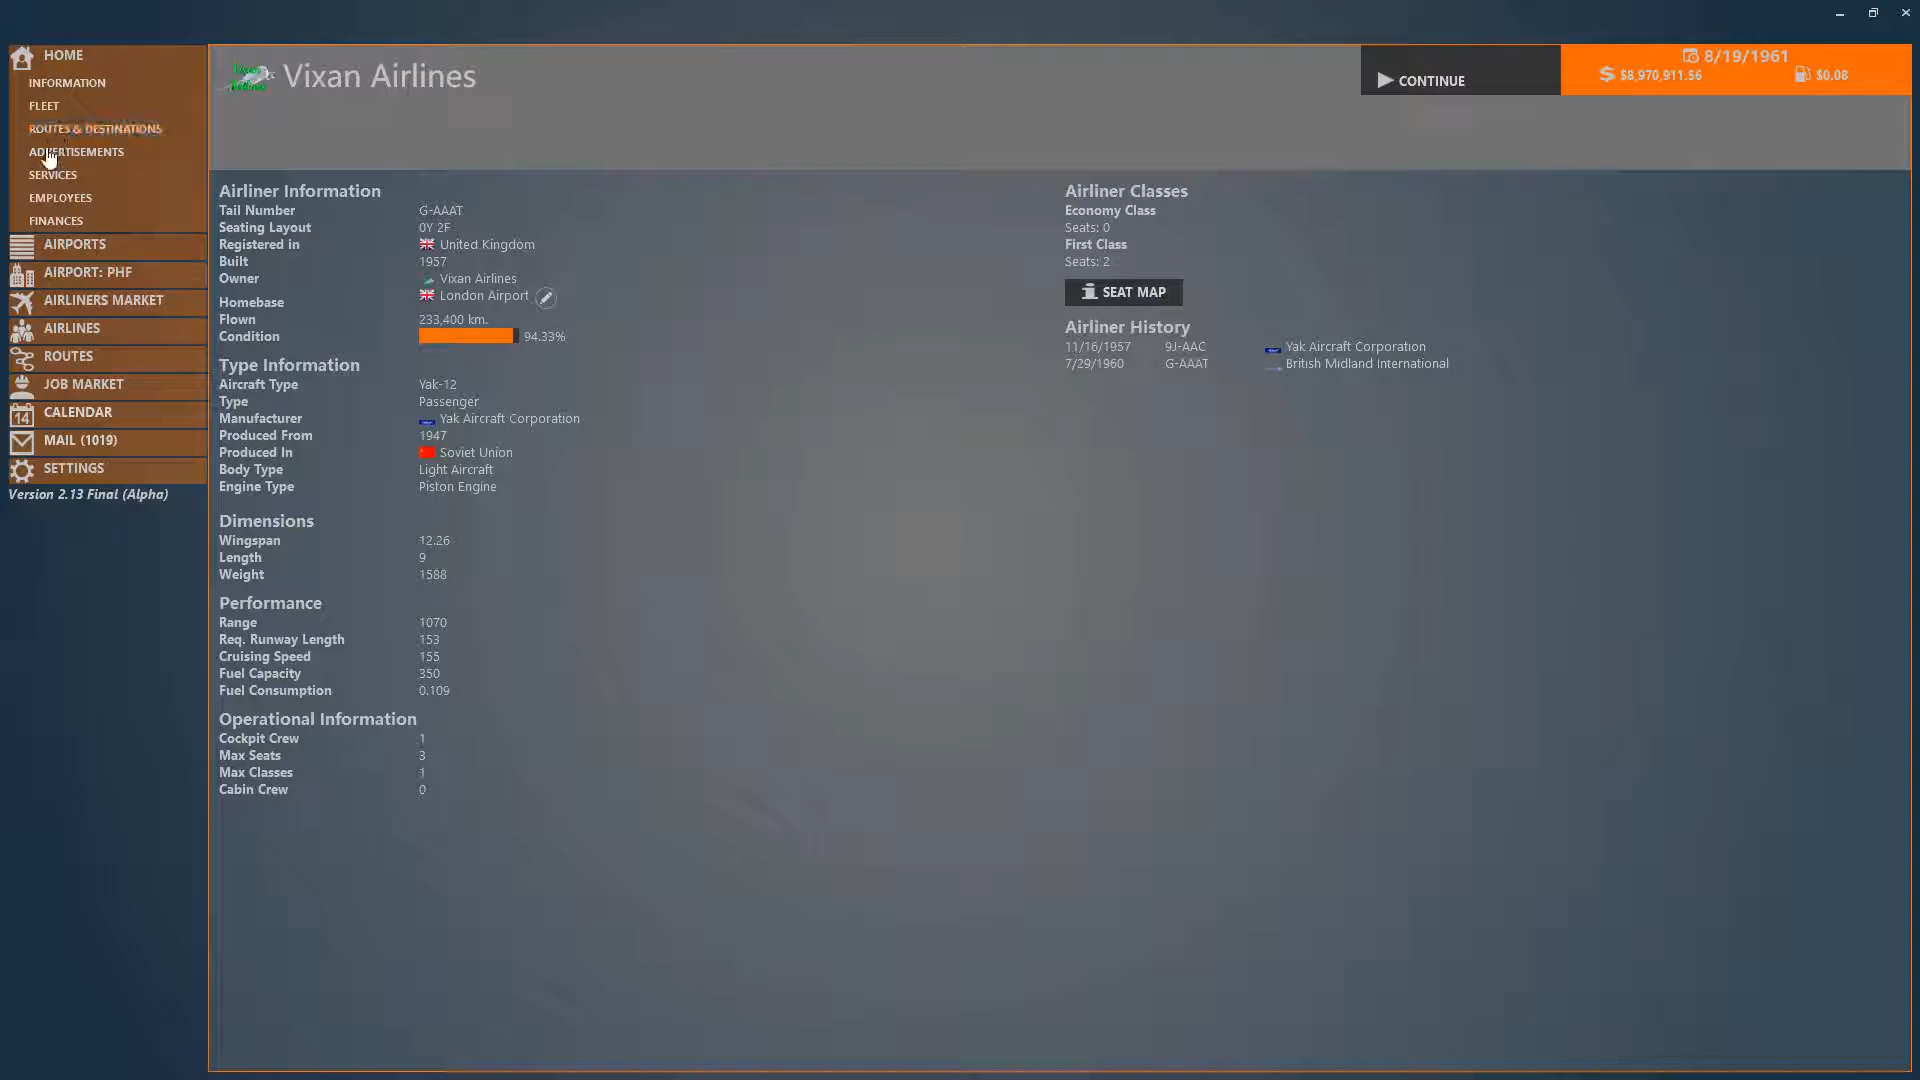 HOME
INFORMATION
FLEET
ROUTES & DESTINATIONS
ADVERTISEMENTS
SERVICES
EMPLOYEES
FINANCES
AIRPORTS
AIRPORT: PHF
AIRLINERS MARKET
AIRLINES
ROUTES
JOB MARKET
14 CALENDAR
MAIL (1019)
SETTINGS
Version 2.13 Final (Alpha)
Vixan Airlines
CONTINUE
8/19/1961
$8,970,911.56 $0.08
Airliner Information
Tail Number G-AAAT
Seating Layout 0Y 2F
Registered in United Kingdom
Built 1957
Owner Vixan Airlines
Homebase London Airport
Flown 233,400 km.
Condition 94.33%
Type Information
Aircraft Type Yak-12
Type Passenger
Manufacturer Yak Aircraft Corporation
Produced From 1947
Produced In Soviet Union
Body Type Light Aircraft
Engine Type Piston Engine
Dimensions
Wingspan 12.26
Length 9
Weight 1588
Performance
Range 1070
Req. Runway Length 153
Cruising Speed 155
Fuel Capacity 350
Fuel Consumption 0.109
Operational Information
Cockpit Crew 1
Max Seats 3
Max Classes 1
Cabin Crew 0
Airliner Classes
Economy Class
Seats: 0
First Class
Seats: 2
SEAT MAP
Airliner History
11/16/1957 9J-AAC Yak Aircraft Corporation
7/29/1960 G-AAAT British Midland International